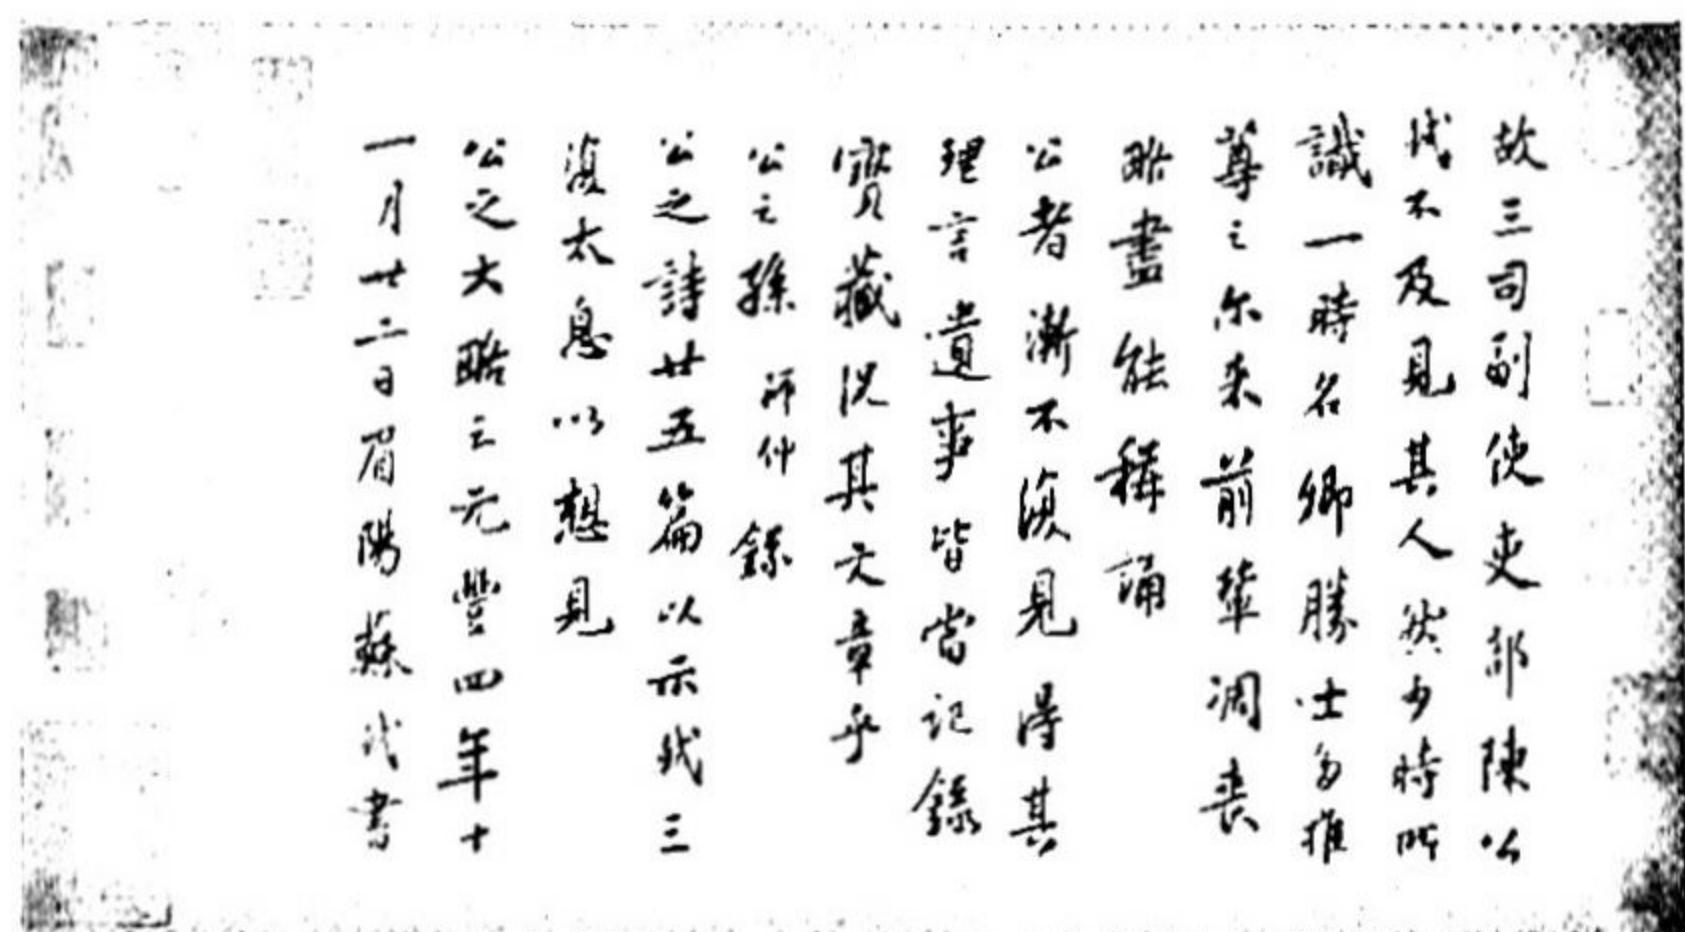 故三司副使吏部陳公
軾不及見其人然少時所
識一時名卿勝士多推
尊之尓来前輩凋喪
略盡能稱誦
公者漸不復見得其
理言遺事皆當記錄
寶藏況其文章乎
公之孫師仲錄
公之詩廿五篇以示軾三
復太息以想見
公之大略云元豐四年十
一月廿二日眉陽蘇軾書